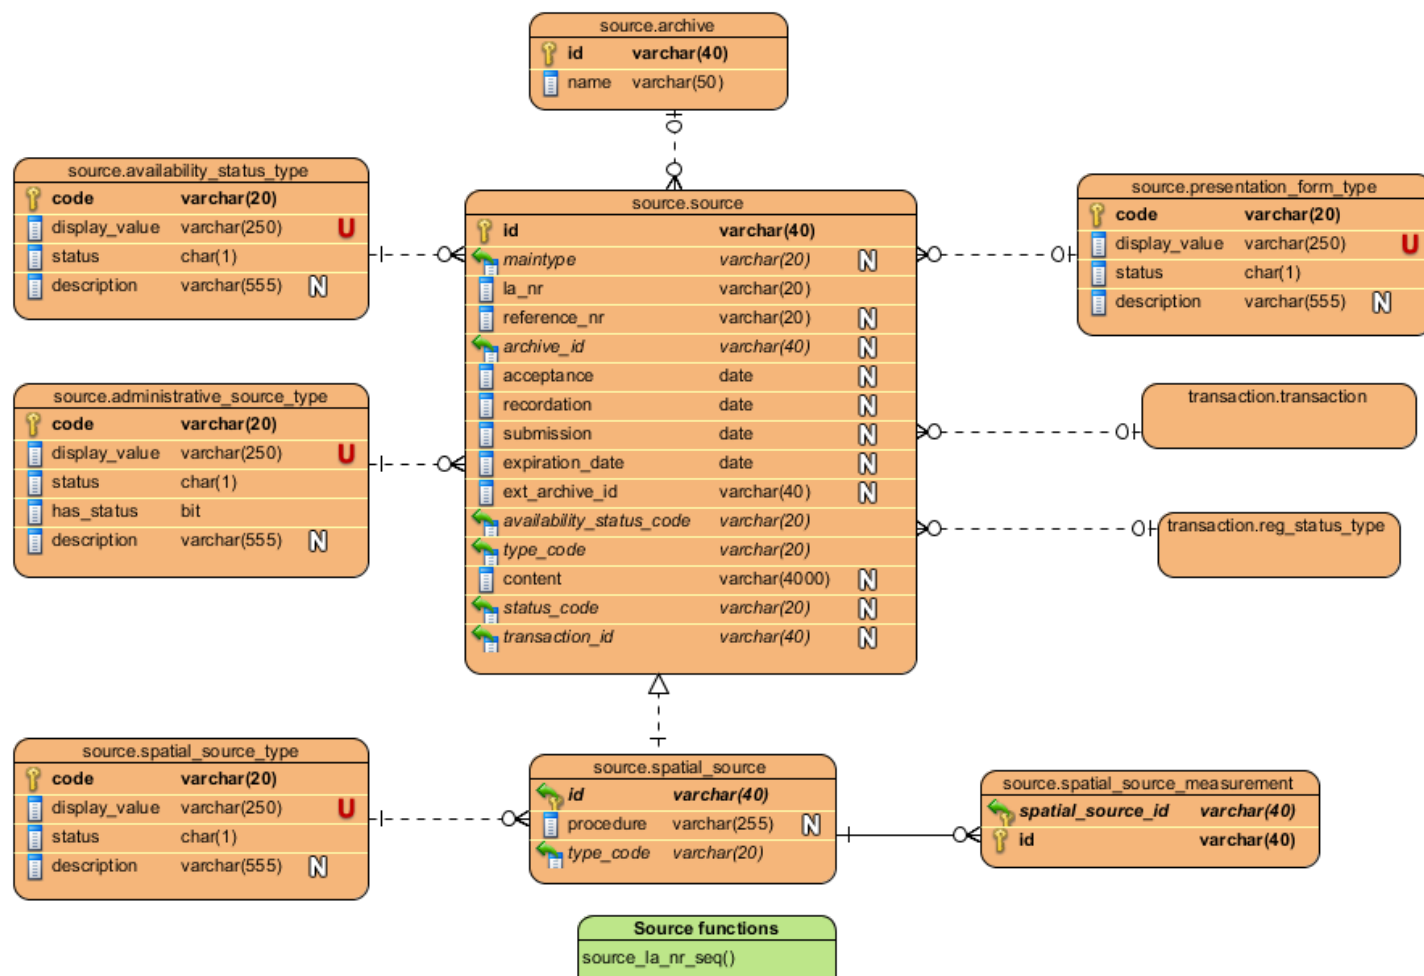 source.archive
id varchar(40)
name varchar(50)
source.availability_status_type
code varchar(20)
display_value varchar(250) U
status char(1)
description varchar(555) N
source.source
id varchar(40)
maintype varchar(20) N
la_nr varchar(20)
reference_nr varchar(20) N
archive_id varchar(40) N
acceptance date N
recordation date N
submission date N
expiration_date date N
ext_archive_id varchar(40) N
availability_status_code varchar(20)
type_code varchar(20)
content varchar(4000) N
status_code varchar(20) N
transaction_id varchar(40) N
source.presentation_form_type
code varchar(20)
display_value varchar(250) U
status char(1)
description varchar(555) N
source.administrative_source_type
code varchar(20)
display_value varchar(250) U
status char(1)
has_status bit
description varchar(555) N
transaction.transaction
transaction.reg_status_type
source.spatial_source_type
code varchar(20)
display_value varchar(250) U
status char(1)
description varchar(555) N
source.spatial_source
id varchar(40)
procedure varchar(255) N
type_code varchar(20)
source.spatial_source_measurement
spatial_source_id varchar(40)
id varchar(40)
Source functions
source_la_nr_seq()